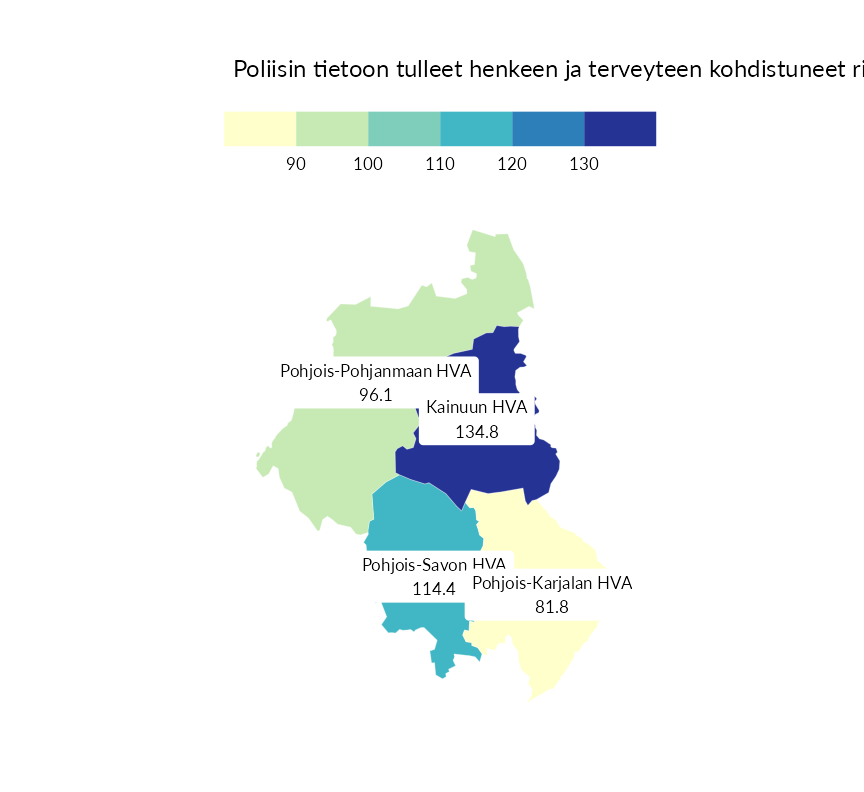 Poliisin tietoon tulleet henkeen ja terveyteen kohdistuneet
90 100 110 120 130
Pohjois-Pohjanmaan HVA
96.1
Kainuun HVA
134.8
Pohjois-Savon HVA
114.4
Pohjois-Karjalan HVA
81.8